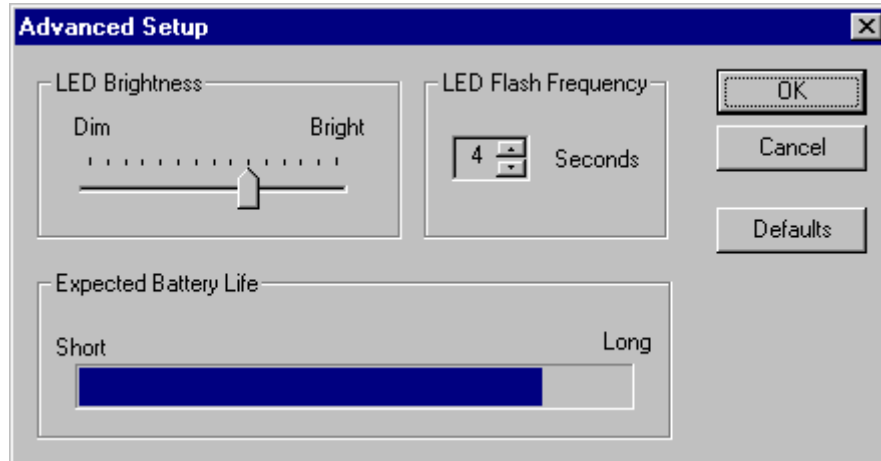 Advanced Setup
LED Brightness
Dim Bright
LED Flash Frequency
4 Seconds
OK
Cancel
Defaults
Expected Battery Life
Short Long